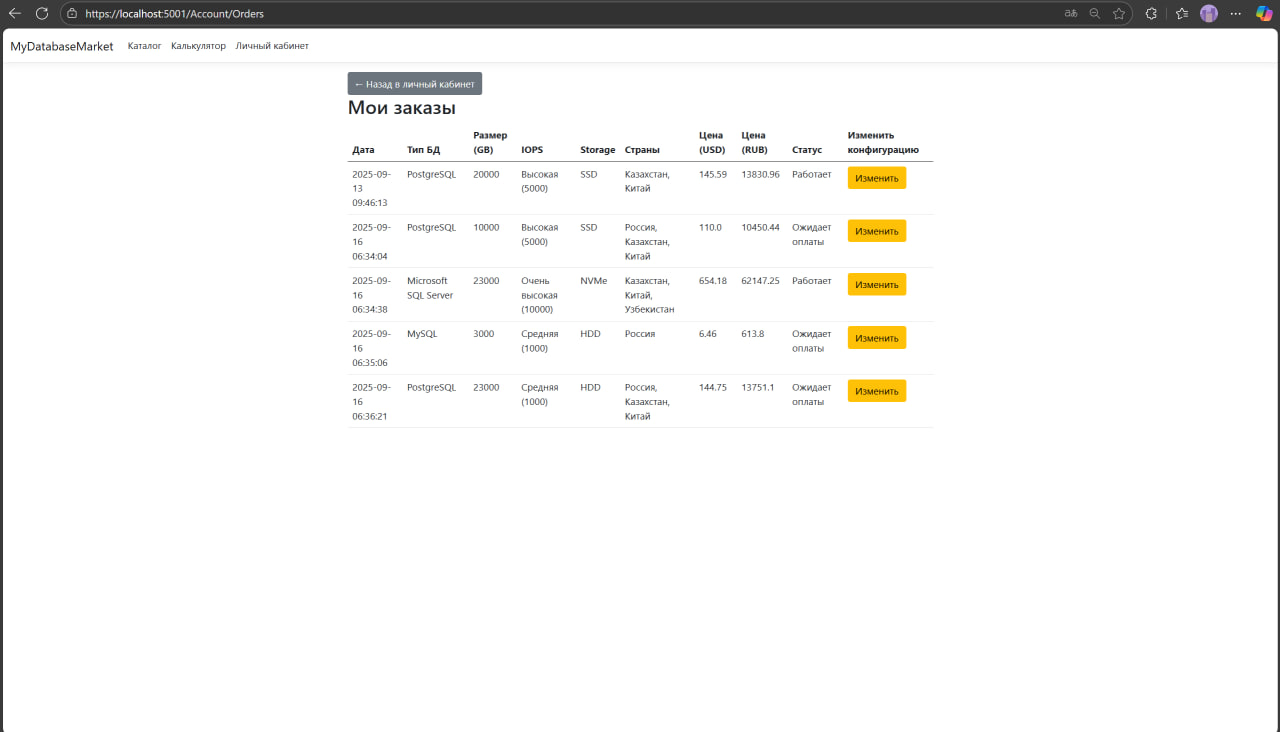 https://localhost:5001/Account/Orders
MyDatabaseMarket Каталог Калькулятор Личный кабинет
← Назад в личный кабинет
Мои заказы
Размер Цена Цена Изменить
Дата Тип БД (GB) IOPS Storage Страны (USD) (RUB) Статус конфигурацию
2025-09- PostgreSQL 20000 Высокая SSD Казахстан, 145.59 13830.96 Работает Изменить
13 (5000) Китай
09:46:13
2025-09- PostgreSQL 10000 Высокая SSD Россия, 110.0 10450.44 Ожидает Изменить
16 (5000) Казахстан, оплаты
06:34:04 Китай
2025-09- Microsoft 23000 Очень NVMe Казахстан, 654.18 62147.25 Работает Изменить
16 SQL Server высокая Китай,
06:34:38 (10000) Узбекистан
2025-09- MySQL 3000 Средняя HDD Россия 6.46 613.8 Ожидает Изменить
16 (1000) оплаты
06:35:06
2025-09- PostgreSQL 23000 Средняя HDD Россия, 144.75 13751.1 Ожидает Изменить
16 (1000) Казахстан, оплаты
06:36:21 Китай